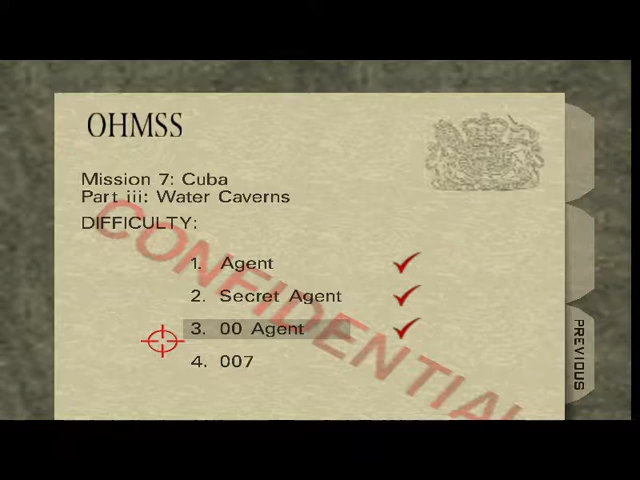 OHMSS
Mission 7: Cuba
Part iii: Water Caverns
DIFFICULTY:
1. Agent
2. Secret Agent
3. 00 Agent
4. 007
CONFIDENTIAL
PREVIOUS